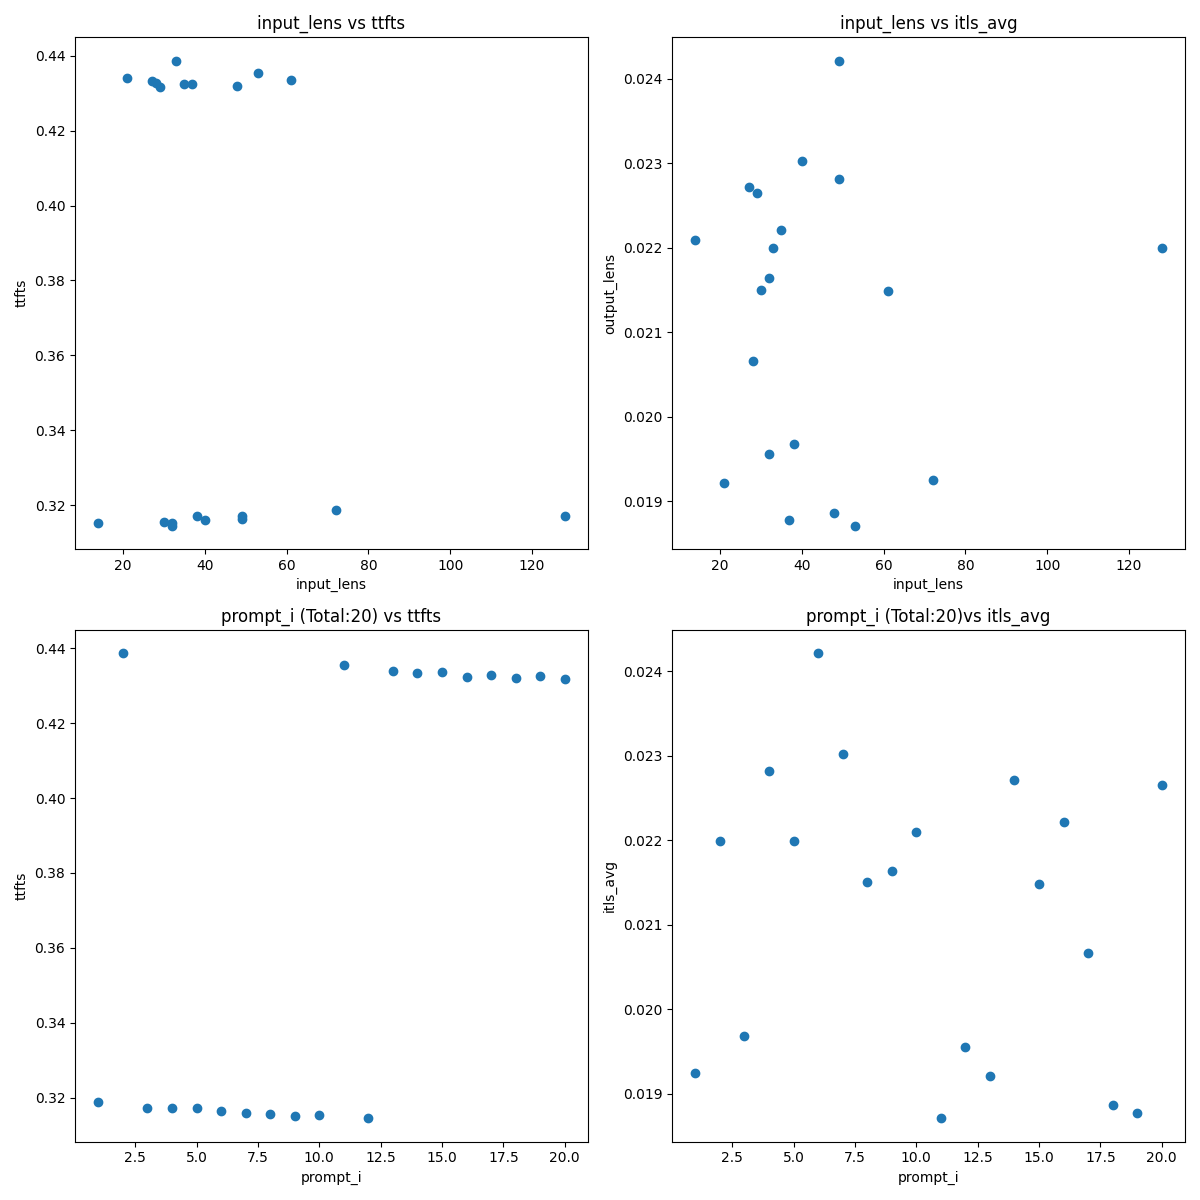 input_lens vs ttfts
0.44
0.42
0.40
0.38
0.36
0.34
0.32
ttfts
20 40 60 80 100 120
input_lens
input_lens vs itls_avg
0.024
0.023
0.022
0.021
0.020
0.019
output_lens
20 40 60 80 100 120
input_lens
prompt_i (Total:20) vs ttfts
0.44
0.42
0.40
0.38
0.36
0.34
0.32
ttfts
2.5 5.0 7.5 10.0 12.5 15.0 17.5 20.0
prompt_i
prompt_i (Total:20)vs itls_avg
0.024
0.023
0.022
0.021
0.020
0.019
itls_avg
2.5 5.0 7.5 10.0 12.5 15.0 17.5 20.0
prompt_i